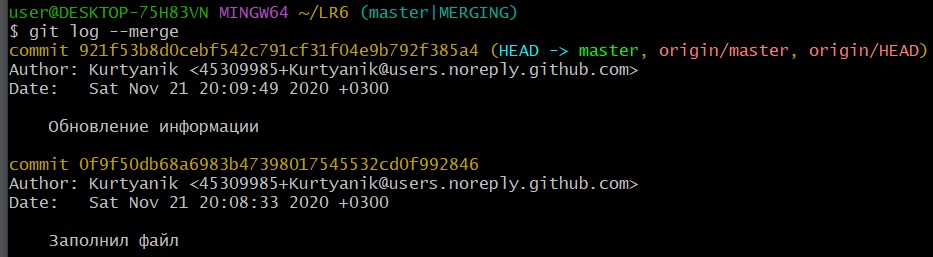 user@DESKTOP-75H83VN MINGW64 ~/LR6 (master|MERGING)
$ git log --merge
commit 921f53b8d0cebf542c791cf31f04e9b792f385a4 (HEAD -> master, origin/master, origin/HEAD)
Author: Kurtyanik <45309985+Kurtyanik@users.noreply.github.com>
Date:   Sat Nov 21 20:09:49 2020 +0300
Обновление информации
commit 0f9f50db68a6983b47398017545532cd0f992846
Author: Kurtyanik <45309985+Kurtyanik@users.noreply.github.com>
Date:   Sat Nov 21 20:08:33 2020 +0300
Заполнил файл